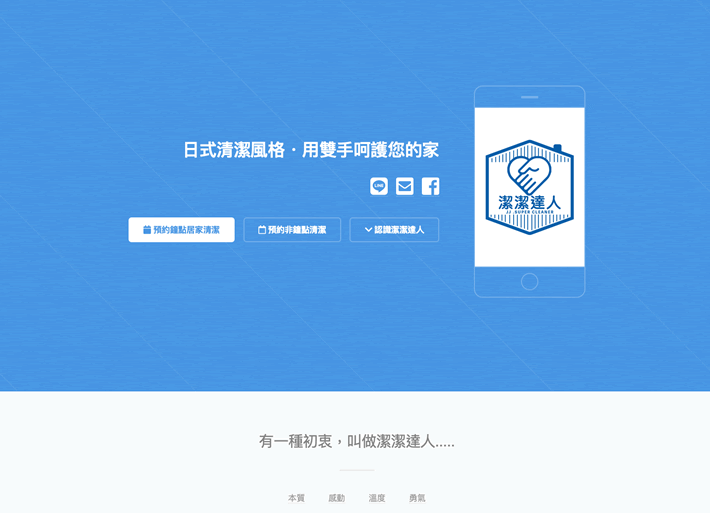 日式清潔風格・用雙手呵護您的家
LINE
預約鐘點居家清潔
預約非鐘點清潔
認識潔潔達人
潔潔達人
JJ SUPER CLEANER
有一種初衷，叫做潔潔達人.....
本質 感動 溫度 勇氣